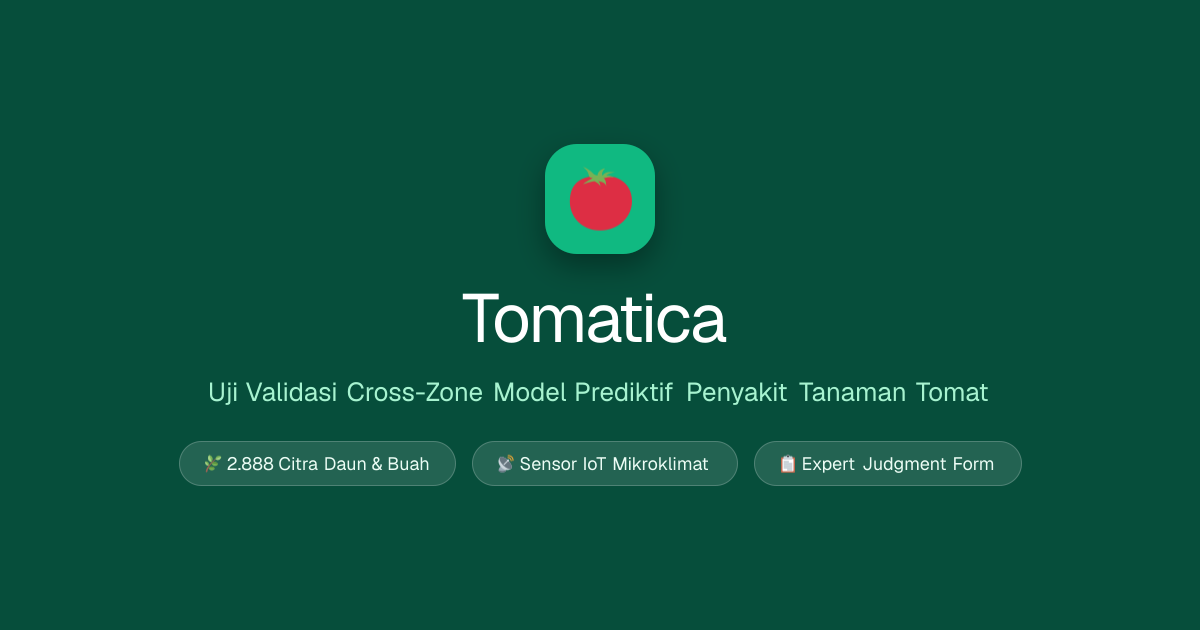 Tomatica
Uji Validasi Cross-Zone Model Prediktif Penyakit Tanaman Tomat
🌿 2.888 Citra Daun & Buah
📡 Sensor IoT Mikroklimat
📋 Expert Judgment Form